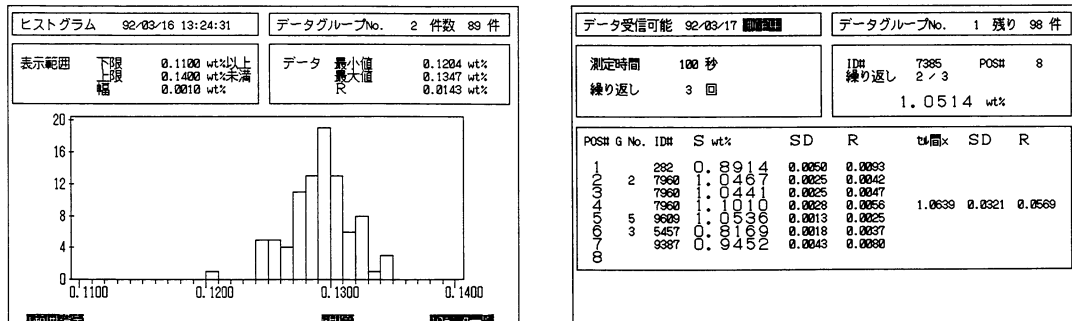 ヒストグラム 92/03/16 13:24:31
データグループNo. 2 件数 89 件
表示範囲 下限 0.1100 wt%以上
上限 0.1400 wt%未満
幅 0.0010 wt%
データ 最小値 0.1204 wt%
最大値 0.1347 wt%
R 0.0143 wt%
20
16
12
8
4
0
0.1100 0.1200 0.1300 0.1400
データ受信可能 92/03/17
データグループNo. 1 残り 98 件
測定時間 100 秒
繰り返し 3 回
ID# 7385 POS# 8
繰り返し 2/3
1.0514 wt%
POS# G No. ID# S wt% SD R セル間x SD R
1 282 0.8914 0.0050 0.0093
2 2 7960 1.0467 0.0025 0.0042
3 7960 1.0441 0.0025 0.0047
4 7960 1.1010 0.0028 0.0056 1.0639 0.0321 0.0569
5 5 9609 1.0536 0.0013 0.0025
6 3 5457 0.8169 0.0018 0.0037
7 9387 0.9452 0.0043 0.0080
8